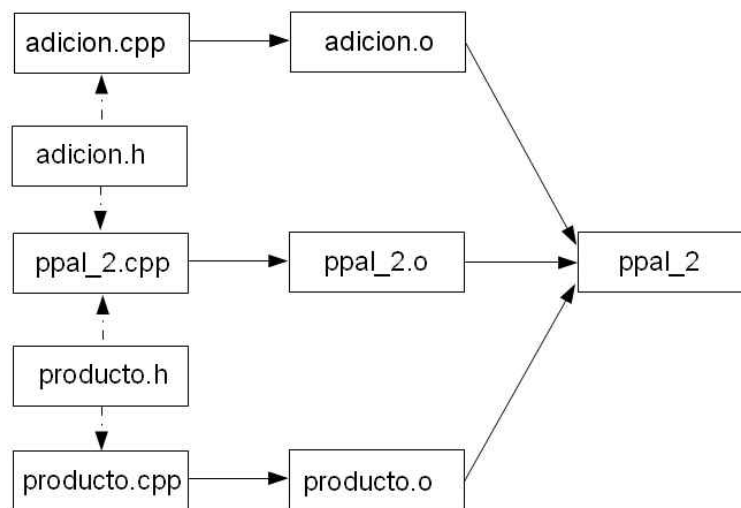 adicion.cpp
adicion.o
adicion.h
ppal_2.cpp
ppal_2.o
ppal_2
producto.h
producto.cpp
producto.o